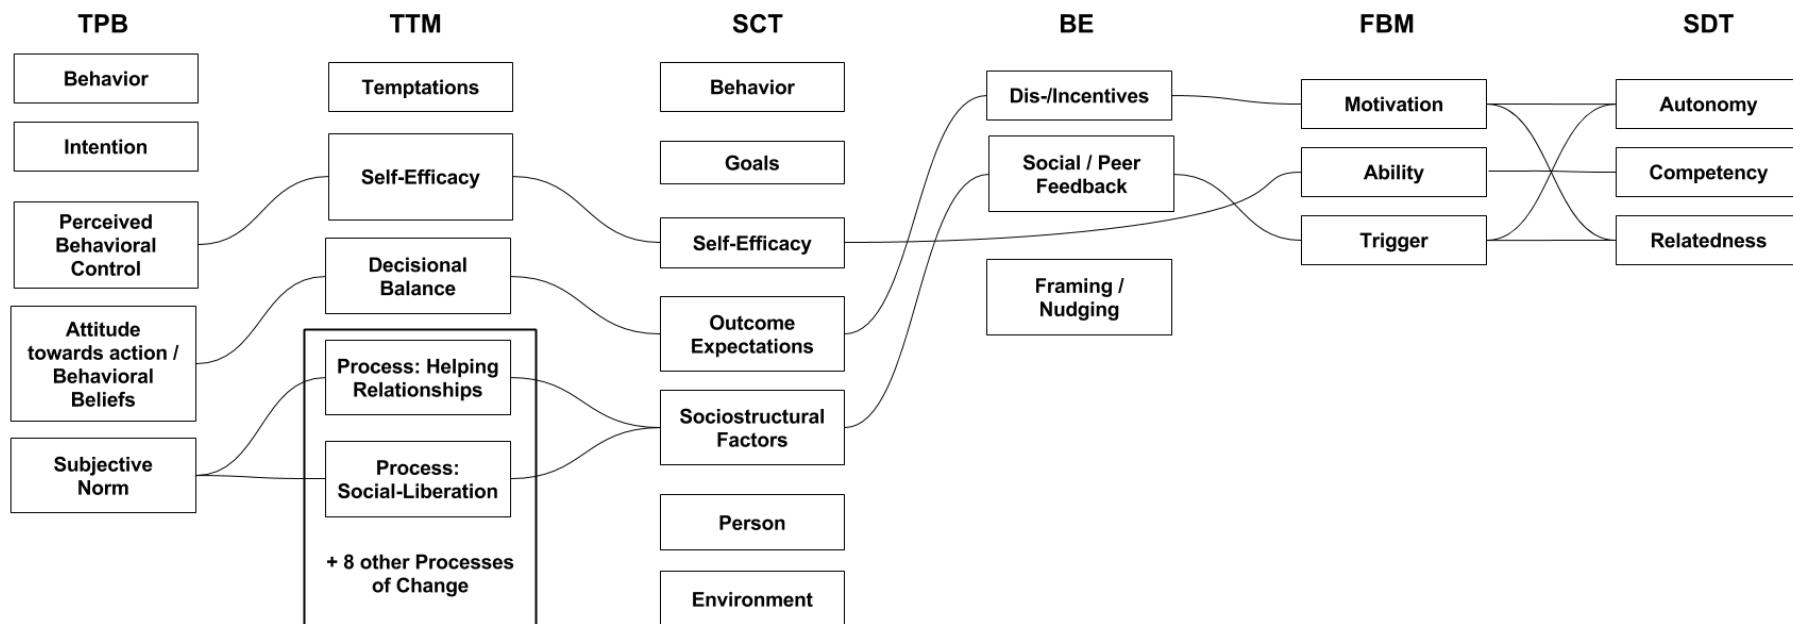 TPB
Behavior
Intention
Perceived
Behavioral
Control
Attitude
towards action /
Behavioral
Beliefs
Subjective
Norm
TTM
Temptations
Self-Efficacy
Decisional
Balance
Process: Helping
Relationships
Process:
Social-Liberation
+ 8 other Processes
of Change
SCT
Behavior
Goals
Self-Efficacy
Outcome
Expectations
Sociostructural
Factors
Person
Environment
BE
Dis-/Incentives
Social / Peer
Feedback
Framing /
Nudging
FBM
Motivation
Ability
Trigger
SDT
Autonomy
Competency
Relatedness